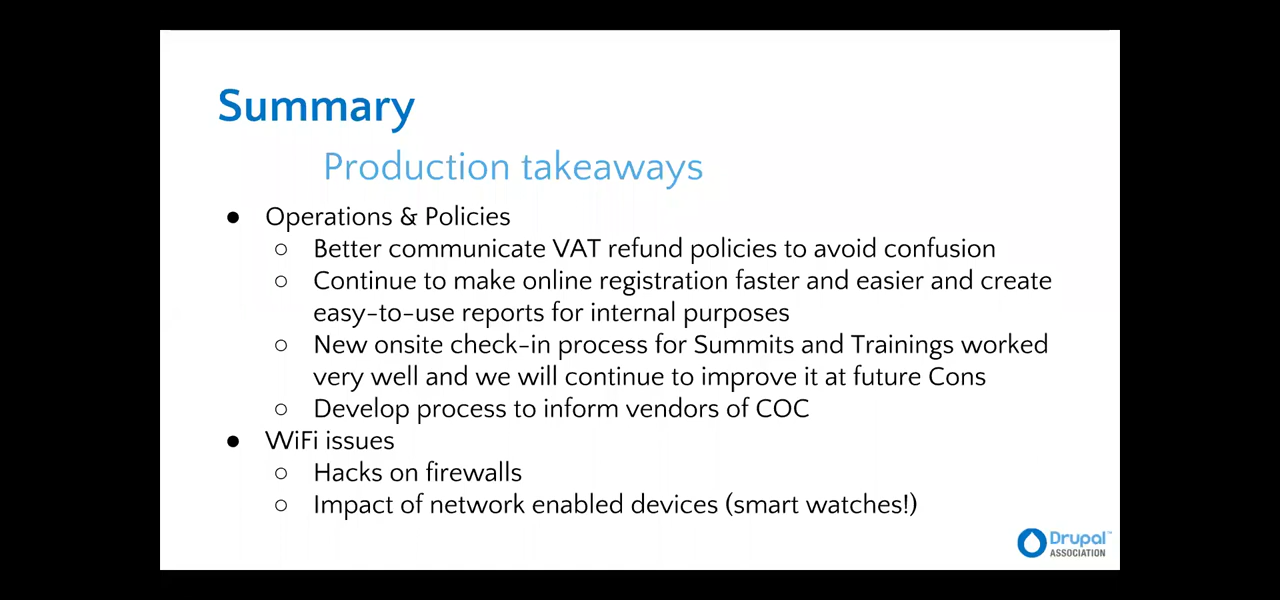 Summary
Production takeaways
● Operations & Policies
○ Better communicate VAT refund policies to avoid confusion
○ Continue to make online registration faster and easier and create
easy-to-use reports for internal purposes
○ New onsite check-in process for Summits and Trainings worked
very well and we will continue to improve it at future Cons
○ Develop process to inform vendors of COC
● WiFi issues
○ Hacks on firewalls
○ Impact of network enabled devices (smart watches!)
Drupal™
ASSOCIATION